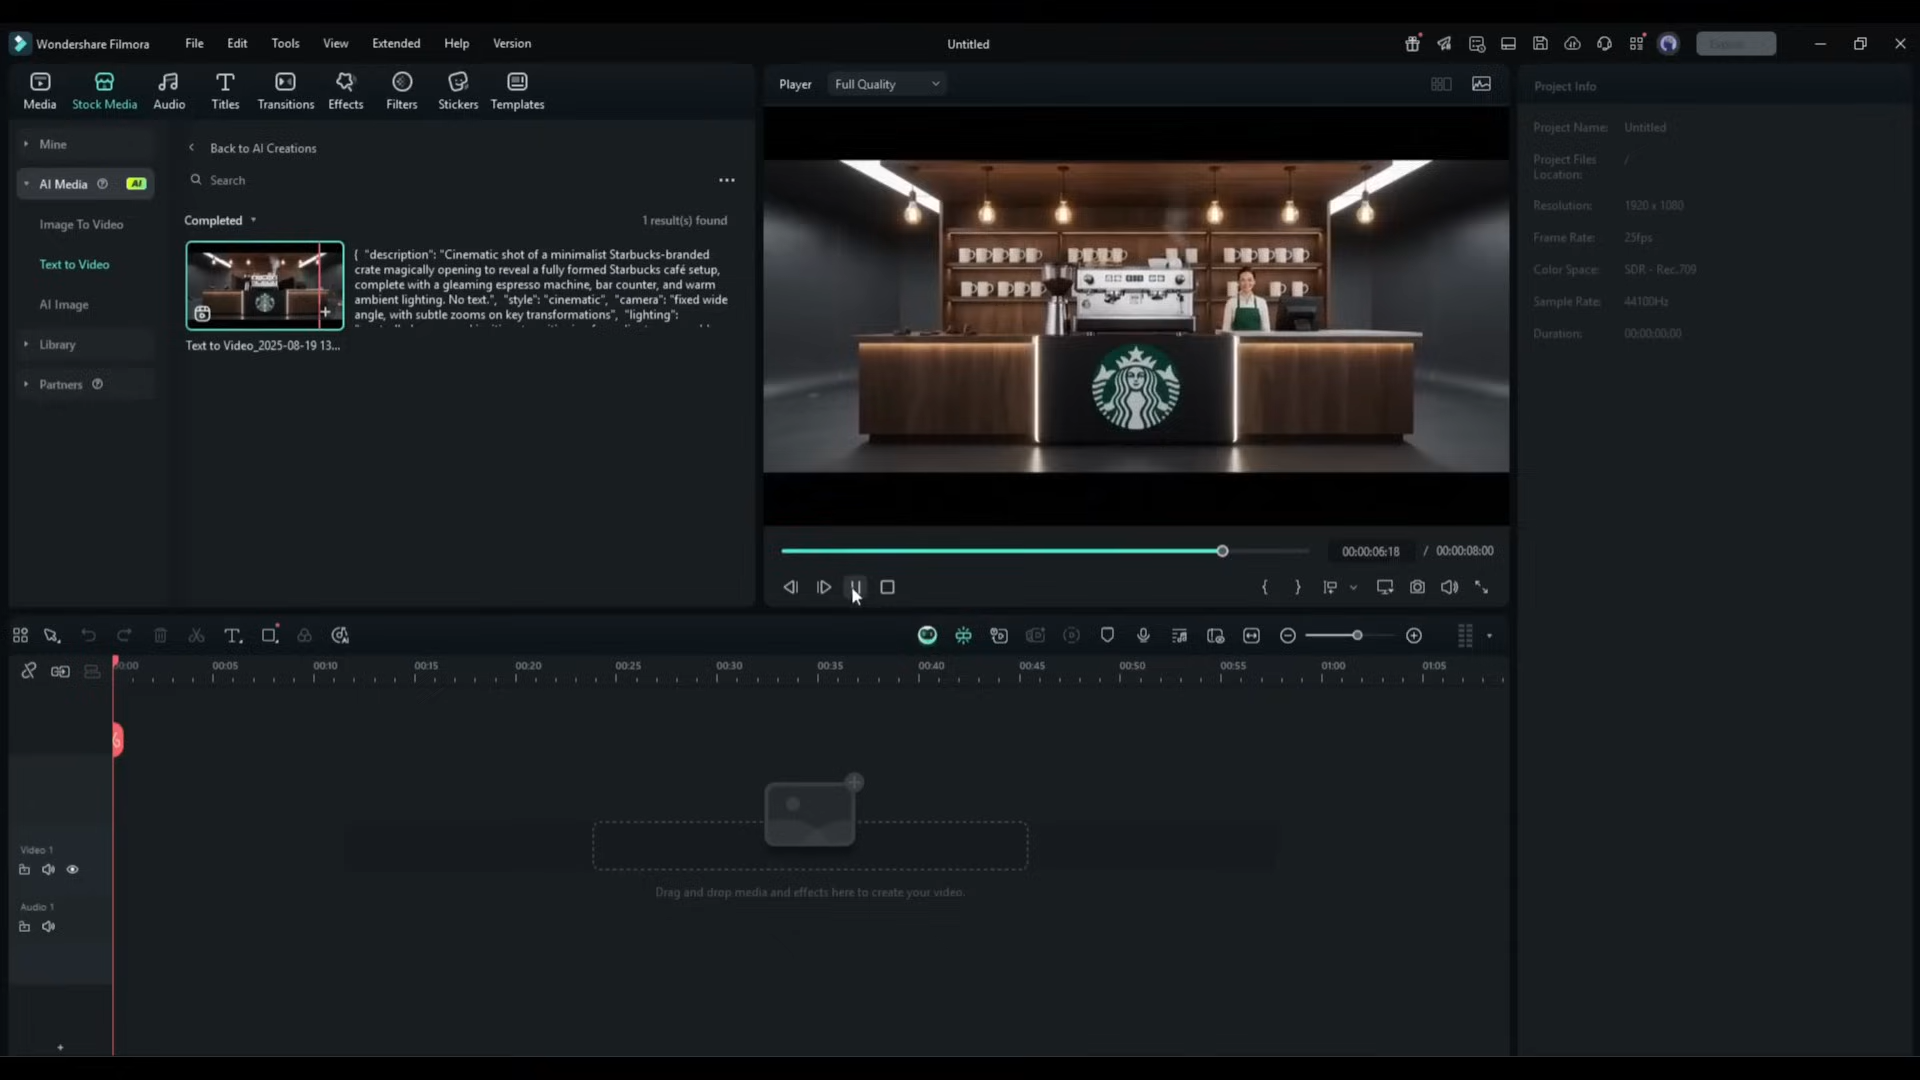 Wondershare Filmora
File
Edit
Tools
View
Extended
Help
Version
Untitled
Media
Stock Media
Audio
Titles
Transitions
Effects
Filters
Stickers
Templates
Player
Full Quality
Project Info
Mine
AI Media
AI
Image To Video
Text to Video
AI Image
Library
Partners
Back to AI Creations
Search
Completed
1 result(s) found
{ "description": "Cinematic shot of a minimalist Starbucks-branded
crate magically opening to reveal a fully formed Starbucks café setup,
complete with a gleaming espresso machine, bar counter, and warm
ambient lighting. No text.", "style": "cinematic", "camera": "fixed wide
angle, with subtle zooms on key transformations", "lighting":
Text to Video_2025-08-19 13...
Project Name: Untitled
Project Files /
Location:
Resolution: 1920 x 1080
Frame Rate: 25fps
Color Space: SDR - Rec.709
Sample Rate: 44100Hz
Duration: 00:00:00:00
00:00:06:18 / 00:00:08:00
00:05
00:10
00:15
00:20
00:25
00:30
00:35
00:40
00:45
00:50
00:55
01:00
01:05
Video 1
Drag and drop media and effects here to create your video.
Audio 1